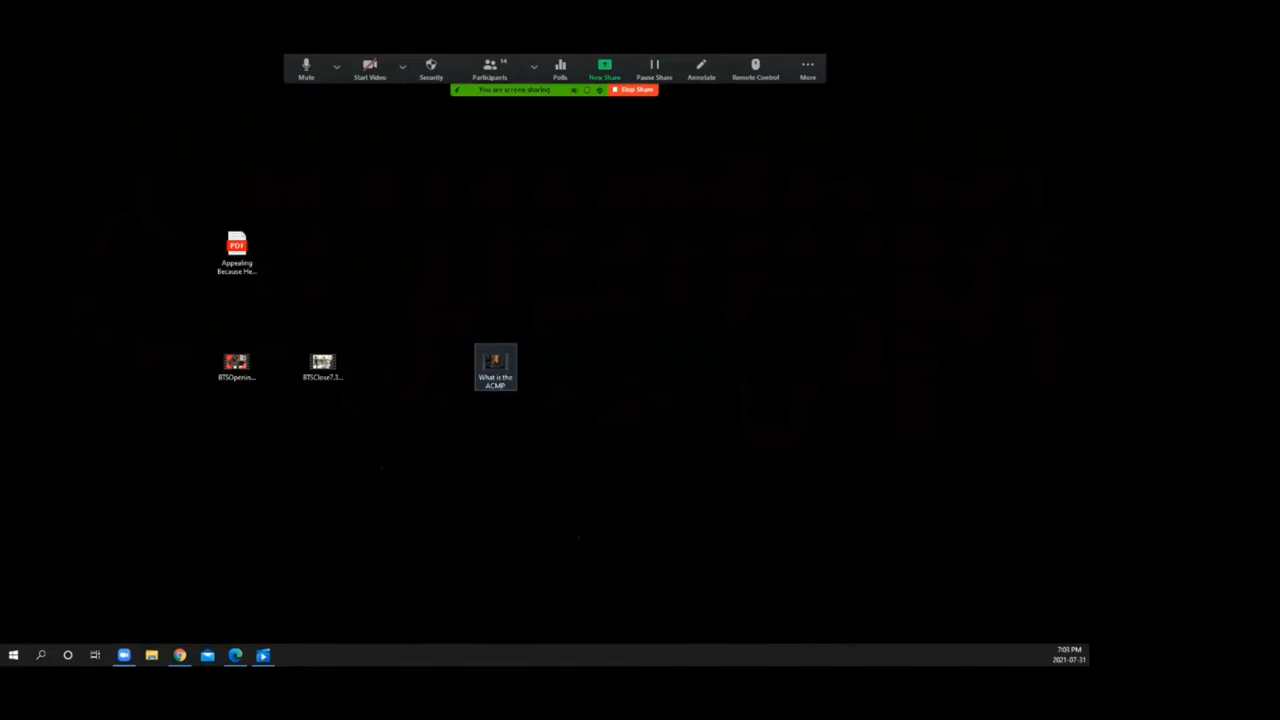 Mute
Start Video
Security
Participants
14
Polls
New Share
Pause Share
Annotate
Remote Control
More
You are screen sharing
Stop Share
PDF
Appealing
Because He...
BTSOpenin...
BTSClose7.3...
What is the
ACMP
7:03 PM
2021-07-31